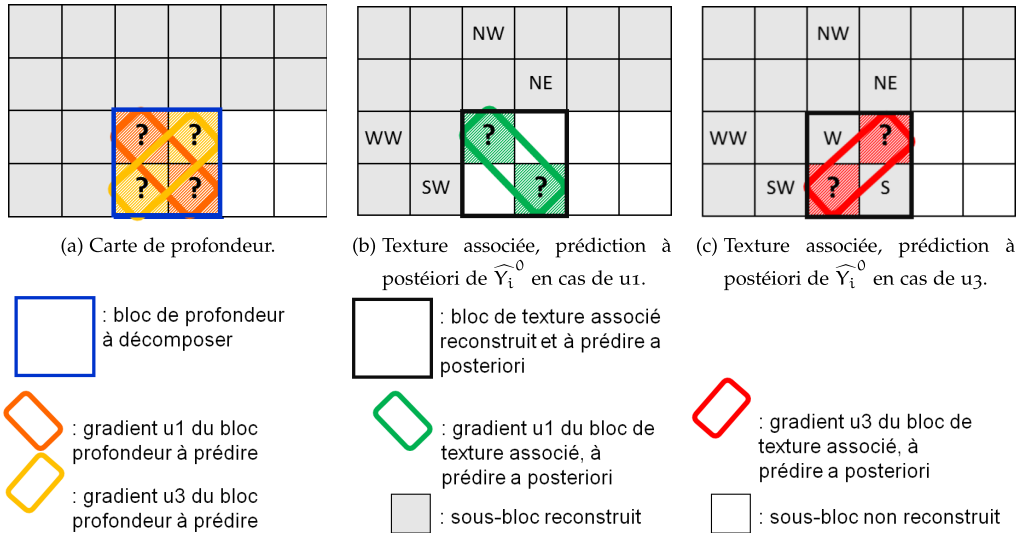 NW
NW
NE
NE
?
?
?
WW
WW
W
?
?
?
SW
?
SW
?
S
(a) Carte de profondeur.
(b) Texture associée, prédiction à
postéiori de Ŷᵢ⁰ en cas de u1.
(c) Texture associée, prédiction à
postéiori de Ŷᵢ⁰ en cas de u3.
: bloc de profondeur
à décomposer
: bloc de texture associé
reconstruit et à prédire a
posteriori
: gradient u1 du bloc
profondeur à prédire
: gradient u1 du bloc de
texture associé, à
prédire a posteriori
: gradient u3 du bloc de
texture associé, à
prédire a posteriori
: gradient u3 du bloc
profondeur à prédire
: sous-bloc reconstruit
: sous-bloc non reconstruit